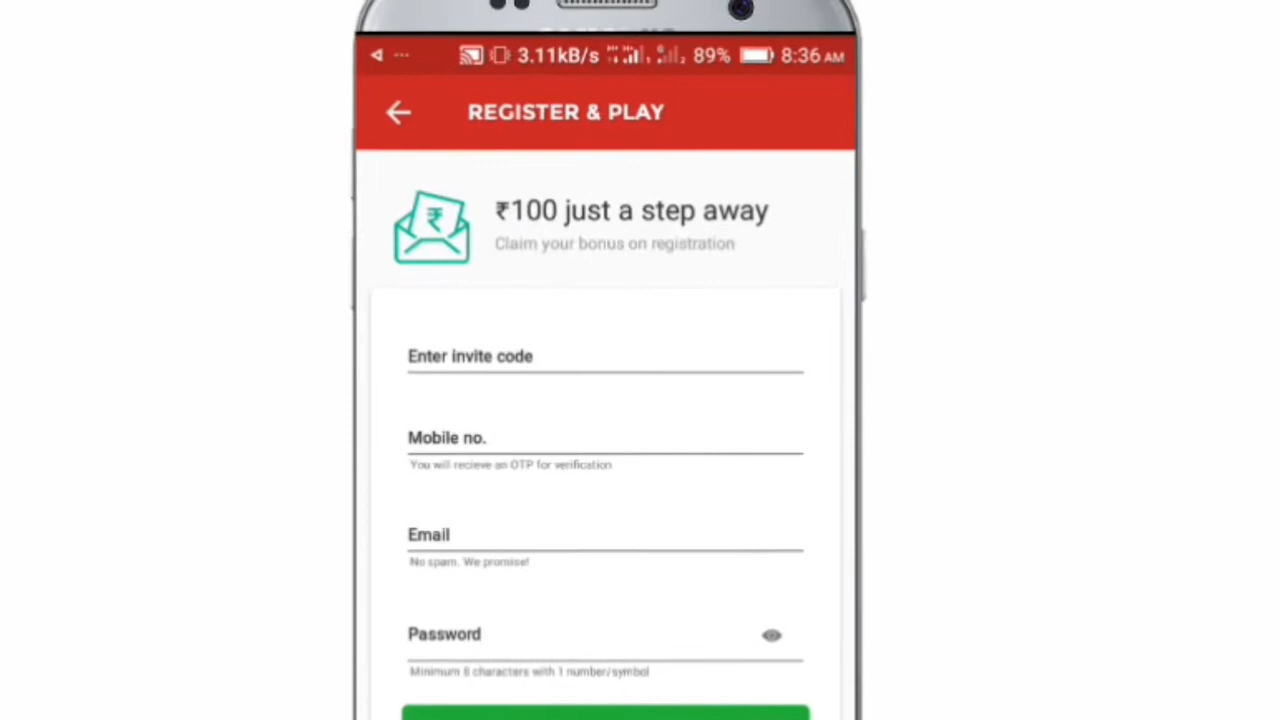 3.11kB/s 89% 8:36 AM
REGISTER & PLAY
₹100 just a step away
Claim your bonus on registration
Enter invite code
Mobile no.
You will recieve an OTP for verification
Email
No spam. We promise!
Password
Minimum 8 characters with 1 number/symbol